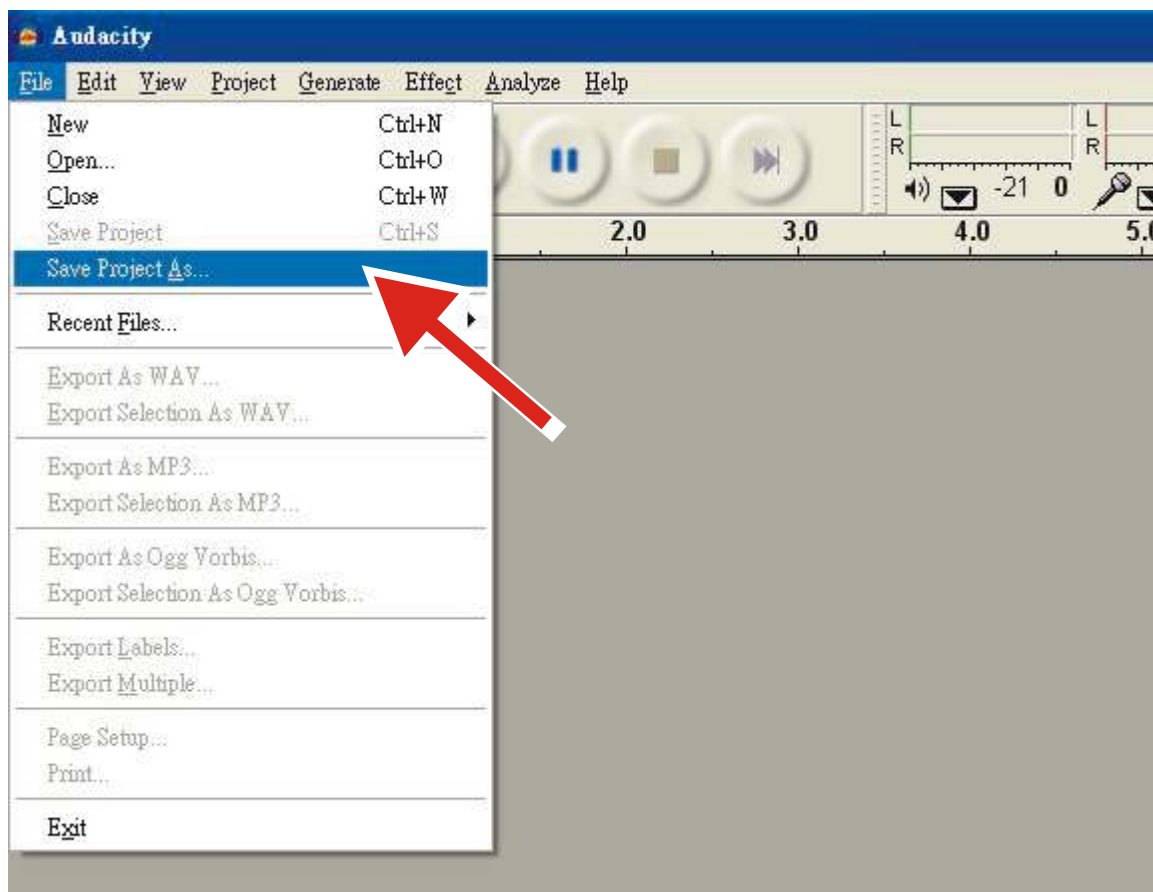 Audacity
File Edit View Project Generate Effect Analyze Help
New Ctrl+N
Open... Ctrl+O
Close Ctrl+W
Save Project Ctrl+S
Save Project As...
Recent Files...
Export As WAV...
Export Selection As WAV...
Export As MP3...
Export Selection As MP3...
Export As Ogg Vorbis...
Export Selection As Ogg Vorbis...
Export Labels...
Export Multiple...
Page Setup...
Print...
Exit
L L
R R
-21 0
2.0 3.0 4.0 5.0